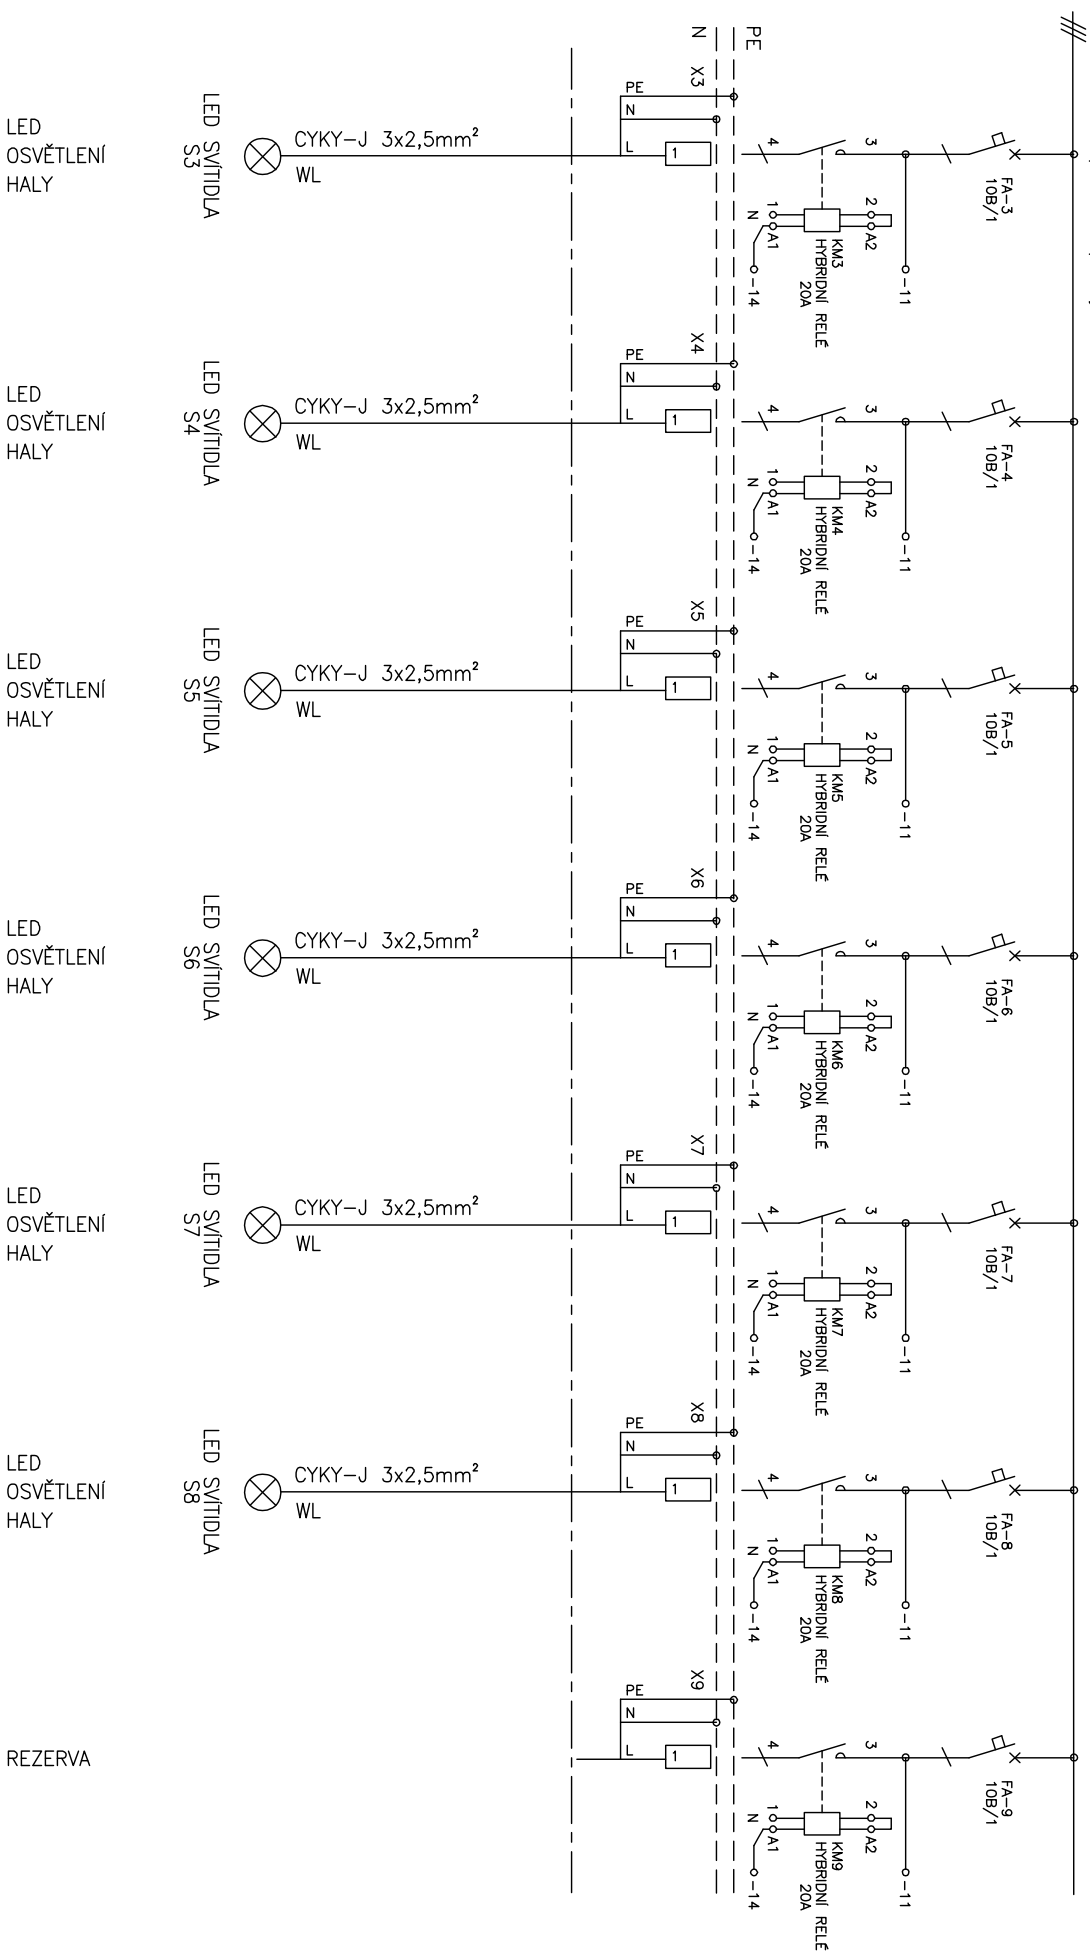 N
PE
X3
PE
N
L
1
4
3
FA-3
10B/1
1
N
A1
2
A2
KM3
HYBRIDNÍ RELÉ
20A
-14
-11
CYKY-J 3x2,5mm²
WL
LED SVÍTIDLA
S3
LED
OSVĚTLENÍ
HALY
X4
PE
N
L
1
4
3
FA-4
10B/1
1
N
A1
2
A2
KM4
HYBRIDNÍ RELÉ
20A
-14
-11
CYKY-J 3x2,5mm²
WL
LED SVÍTIDLA
S4
LED
OSVĚTLENÍ
HALY
X5
PE
N
L
1
4
3
FA-5
10B/1
1
N
A1
2
A2
KM5
HYBRIDNÍ RELÉ
20A
-14
-11
CYKY-J 3x2,5mm²
WL
LED SVÍTIDLA
S5
LED
OSVĚTLENÍ
HALY
X6
PE
N
L
1
4
3
FA-6
10B/1
1
N
A1
2
A2
KM6
HYBRIDNÍ RELÉ
20A
-14
-11
CYKY-J 3x2,5mm²
WL
LED SVÍTIDLA
S6
LED
OSVĚTLENÍ
HALY
X7
PE
N
L
1
4
3
FA-7
10B/1
1
N
A1
2
A2
KM7
HYBRIDNÍ RELÉ
20A
-14
-11
CYKY-J 3x2,5mm²
WL
LED SVÍTIDLA
S7
LED
OSVĚTLENÍ
HALY
X8
PE
N
L
1
4
3
FA-8
10B/1
1
N
A1
2
A2
KM8
HYBRIDNÍ RELÉ
20A
-14
-11
CYKY-J 3x2,5mm²
WL
LED SVÍTIDLA
S8
LED
OSVĚTLENÍ
HALY
X9
PE
N
L
1
4
3
FA-9
10B/1
1
N
A1
2
A2
KM9
HYBRIDNÍ RELÉ
20A
-14
-11
REZERVA